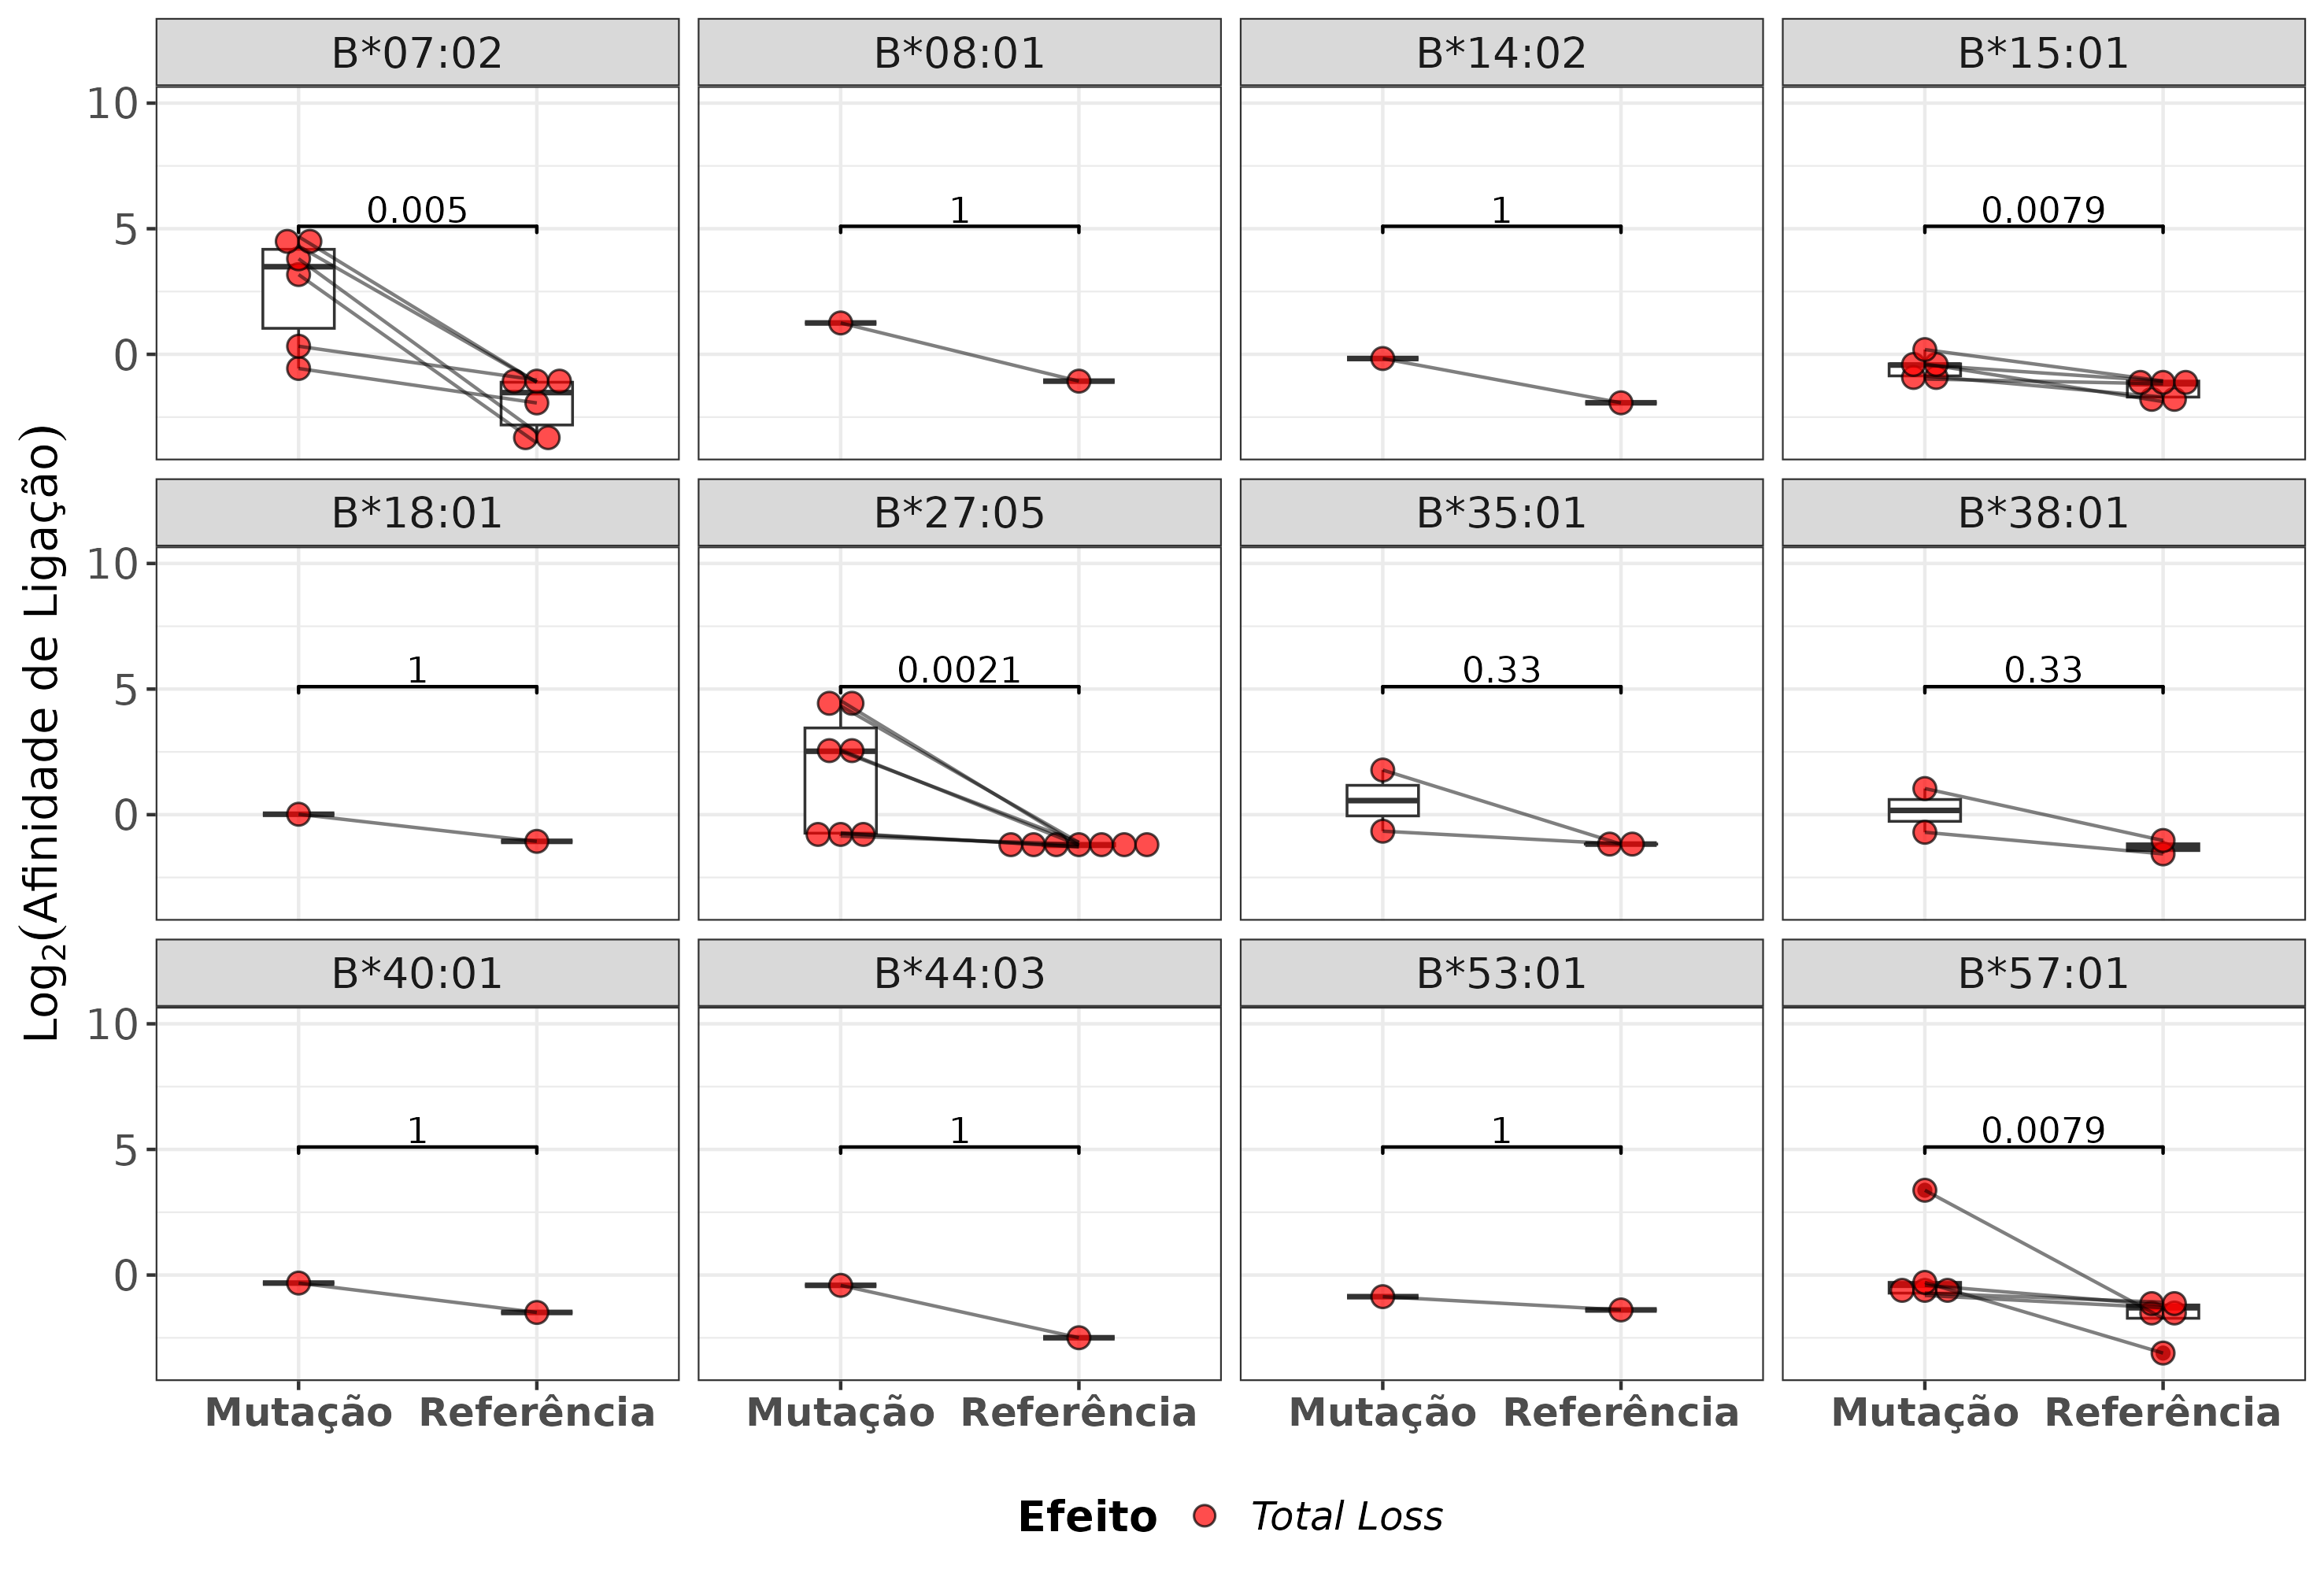 B*07:02 B*08:01 B*14:02 B*15:01
10
5
0
0.005 1 1 0.0079
B*18:01 B*27:05 B*35:01 B*38:01
10
5
0
1 0.0021 0.33 0.33
B*40:01 B*44:03 B*53:01 B*57:01
10
5
0
1 1 1 0.0079
Log₂(Afinidade de Ligação)
Mutação Referência Mutação Referência Mutação Referência Mutação Referência
Efeito Total Loss